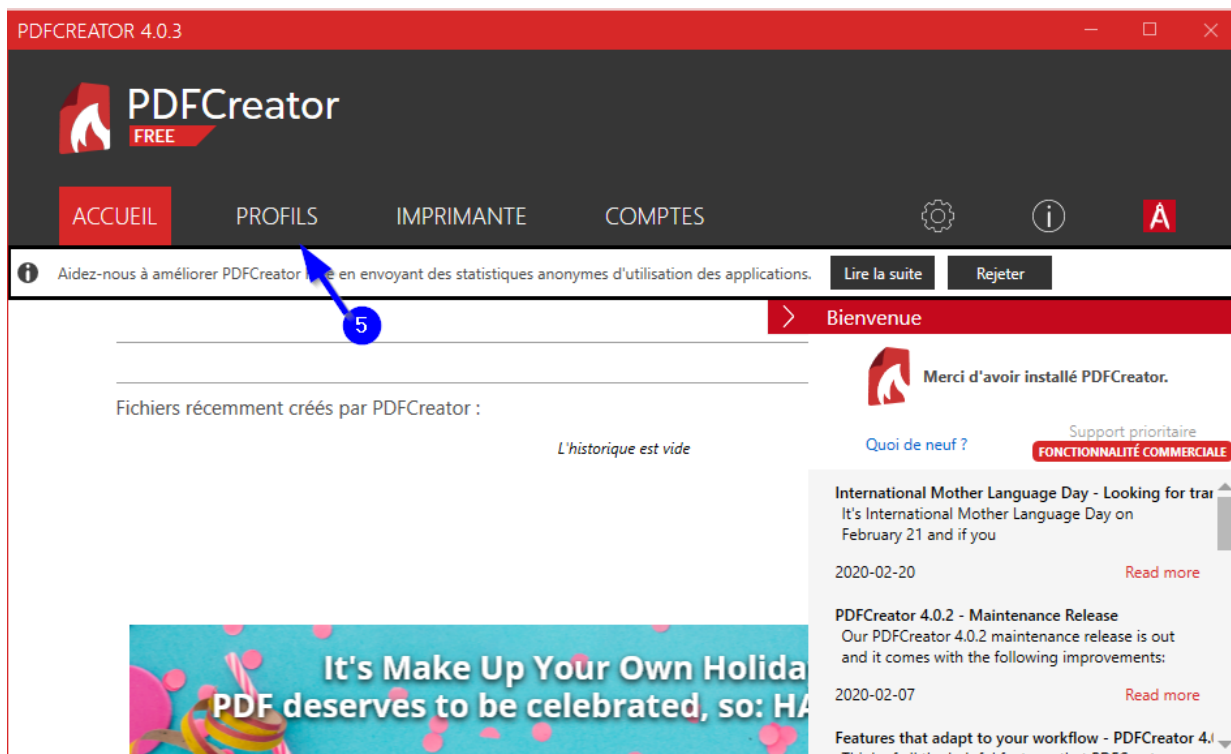 PDFCREATOR 4.0.3
PDFCreator
FREE
ACCUEIL PROFILS IMPRIMANTE COMPTES
Aidez-nous à améliorer PDFCreator en envoyant des statistiques anonymes d'utilisation des applications. Lire la suite Rejeter
5
Bienvenue
Merci d'avoir installé PDFCreator.
Fichiers récemment créés par PDFCreator :
L'historique est vide
Quoi de neuf ?
Support prioritaire
FONCTIONNALITÉ COMMERCIALE
International Mother Language Day - Looking for
It's International Mother Language Day on
February 21 and if you
2020-02-20 Read more
PDFCreator 4.0.2 - Maintenance Release
Our PDFCreator 4.0.2 maintenance release is out
and it comes with the following improvements:
2020-02-07 Read more
It's Make Up Your Own
PDF deserves to be celebrated, so:
Features that adapt to your workflow - PDFCreator